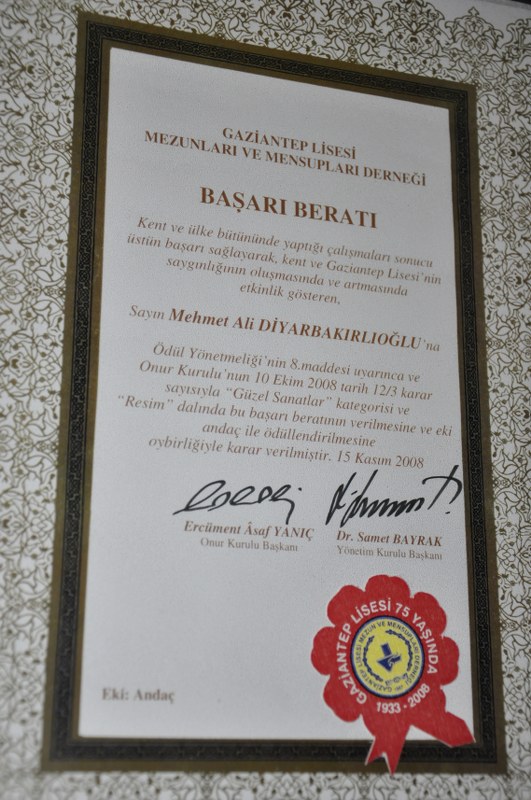 GAZİANTEP LİSESİ
MEZUNLARI VE MENSUPLARI DERNEĞİ
BAŞARI BERATI
Kent ve ülke bütününde yaptığı çalışmaları sonucu
üstün başarı sağlayarak, kent ve Gaziantep Lisesi'nin
saygınlığının oluşmasında ve artmasında
etkinlik gösteren,
Sayın Mehmet Ali DİYARBAKIRLIOĞLU'na
Ödül Yönetmeliği'nin 8.maddesi uyarınca ve
Onur Kurulu'nun 10 Ekim 2008 tarih 12/3 karar
sayısıyla "Güzel Sanatlar" kategorisi ve
"Resim" dalında bu başarı beratının verilmesine ve eki
andaç ile ödüllendirilmesine
oybirliğiyle karar verilmiştir. 15 Kasım 2008
Ercüment Âsaf YANIÇ
Onur Kurulu Başkanı
Dr. Samet BAYRAK
Yönetim Kurulu Başkanı
GAZİANTEP LİSESİ 75 YAŞINDA
1933 - 2008
Eki: Andaç